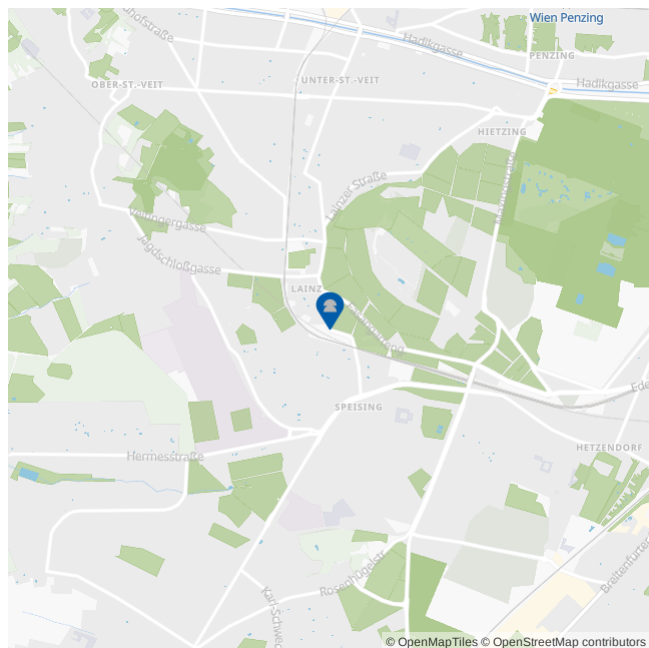 Wien Penzing
Hadikgasse
PENZING
UNTER-ST.-VEIT
OBER-ST.-VEIT
Hadikgasse
HIETZING
Lainzer Straße
Jagdschloßgasse
LAINZ
SPEISING
Hermesstraße
HETZENDORF
Rosenhügelstr.
Breitenfurter
© OpenMapTiles © OpenStreetMap contributors